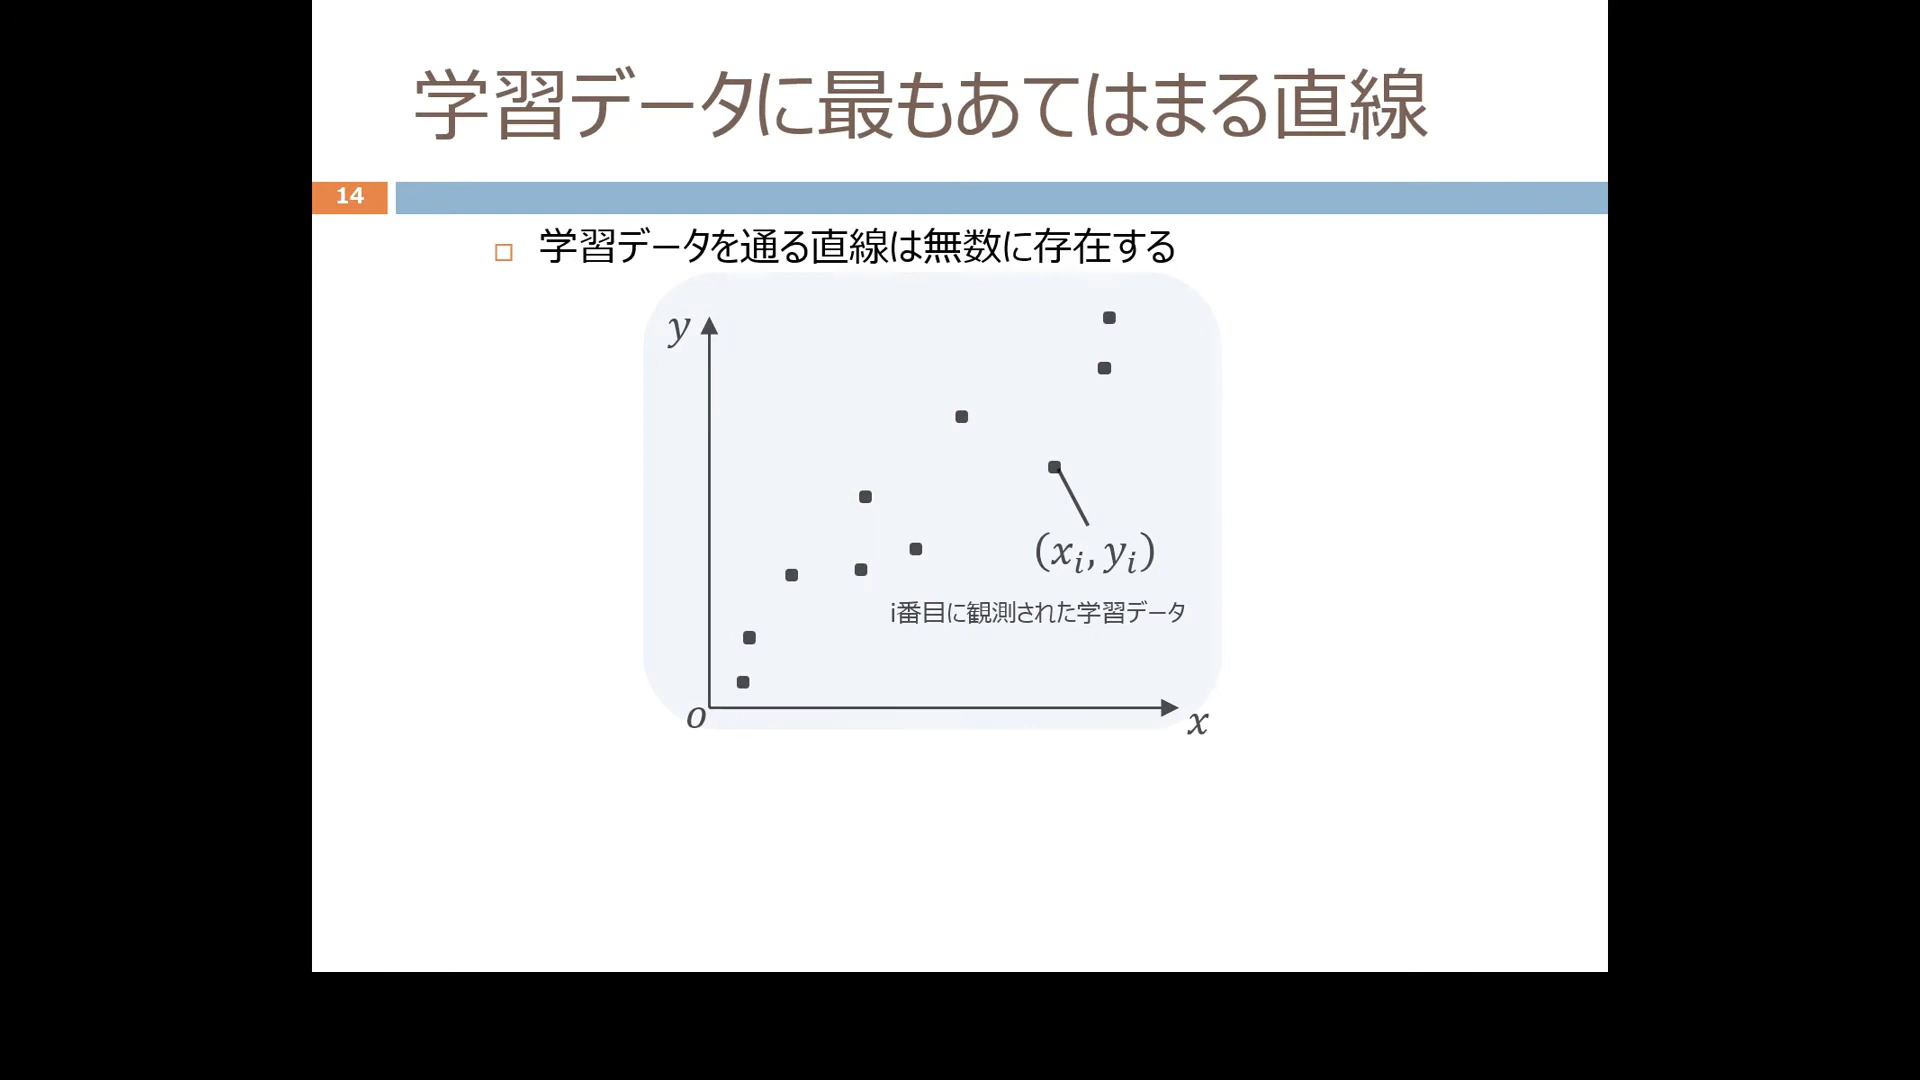 学習データに最もあてはまる直線
14
学習データを通る直線は無数に存在する
y
(xᵢ, yᵢ)
i番目に観測された学習データ
o
x